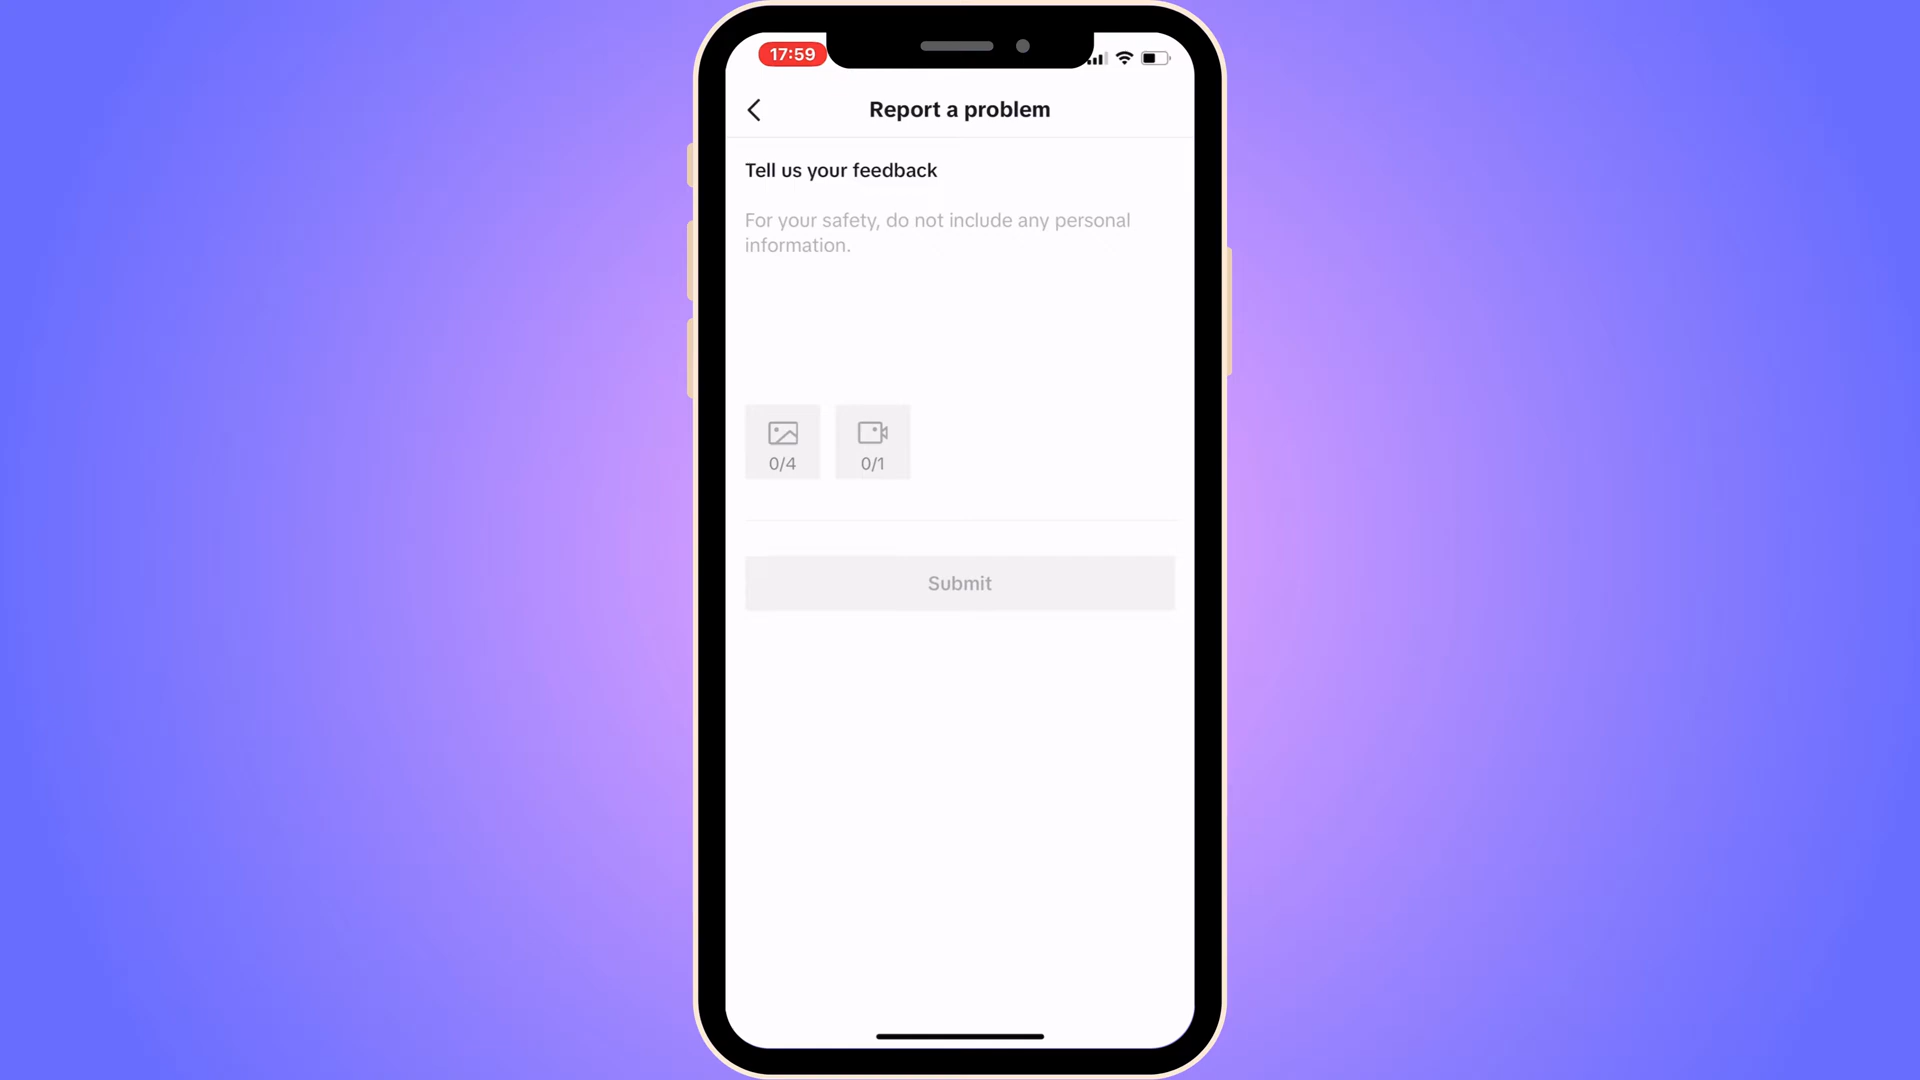 17:59
Report a problem
Tell us your feedback
For your safety, do not include any personal
information.
0/4
0/1
Submit